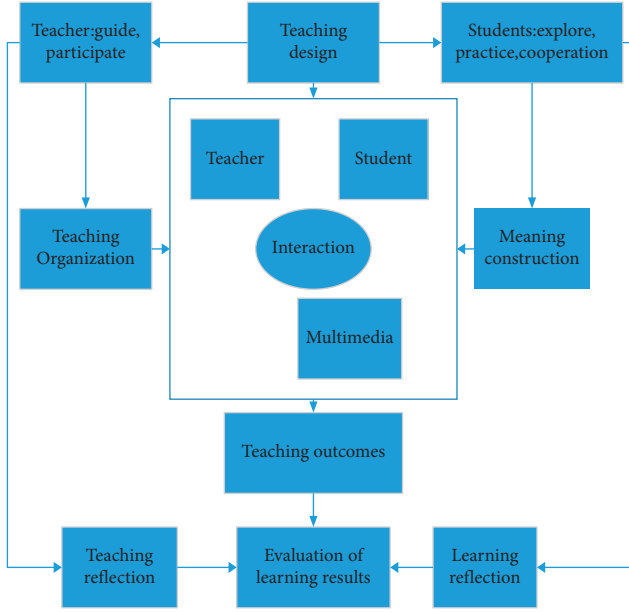 Teacher:guide,
participate
Teaching
design
Students:explore,
practice,cooperation
Teacher
Student
Teaching
Organization
Interaction
Meaning
construction
Multimedia
Teaching outcomes
Teaching
reflection
Evaluation of
learning results
Learning
reflection